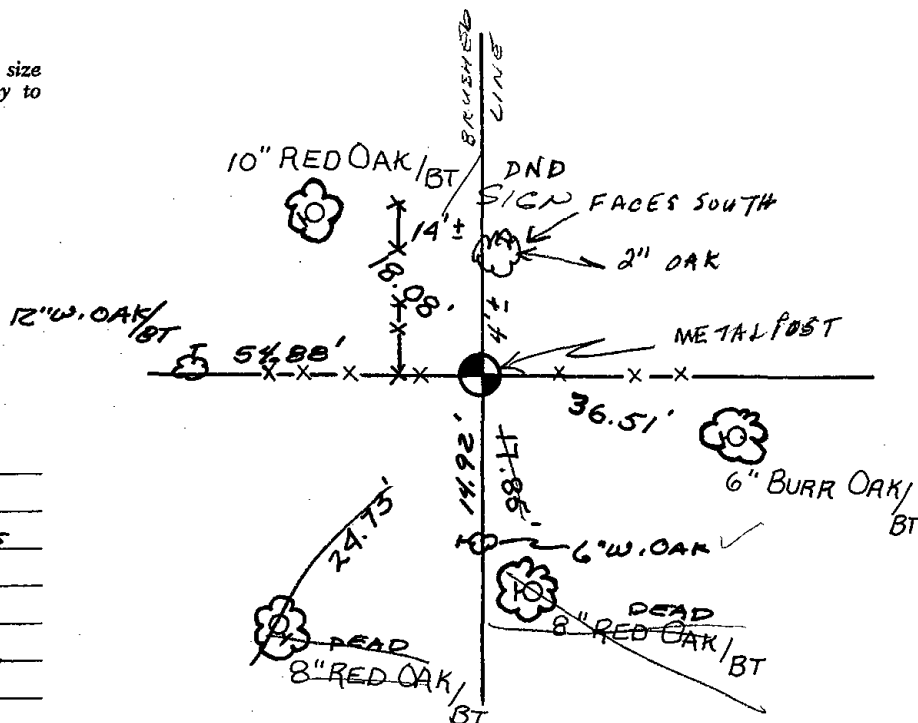 size
y to
BRUSHED
LINE
10" RED OAK/BT
DND
SIGN
FACES SOUTH
14'±
2" OAK
18.08'
12" W. OAK/
BT
54.88'
4'±
METAL POST
36.51'
14.92'
17.86'
6" BURR OAK/
BT
24.73'
6" W. OAK
DEAD
8" RED OAK/
BT
DEAD
8" RED OAK/
BT